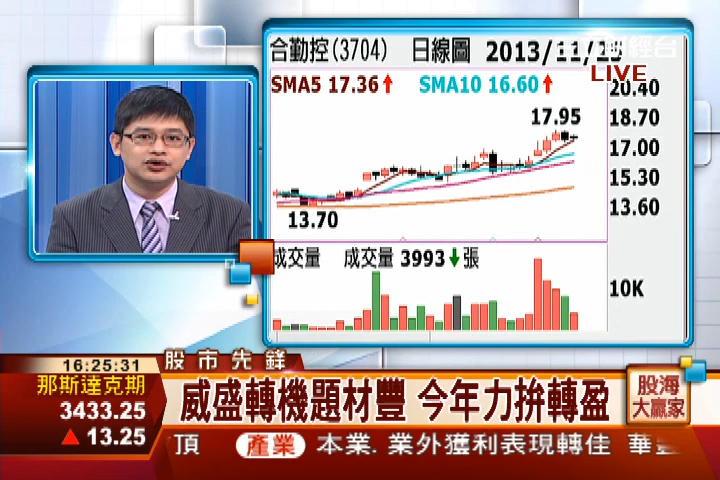 合勤控(3704) 日線圖 2013/11/25
LIVE
SMA5 17.36 SMA10 16.60
20.40
17.95
18.70
17.00
15.30
13.70
13.60
成交量 成交量 3993 張
10K
16:25:31 股市先鋒
那斯達克期
3433.25
▲ 13.25
威盛轉機題材豐 今年力拚轉盈
股海
大贏家
頂 產業 本業. 業外獲利表現轉佳 華